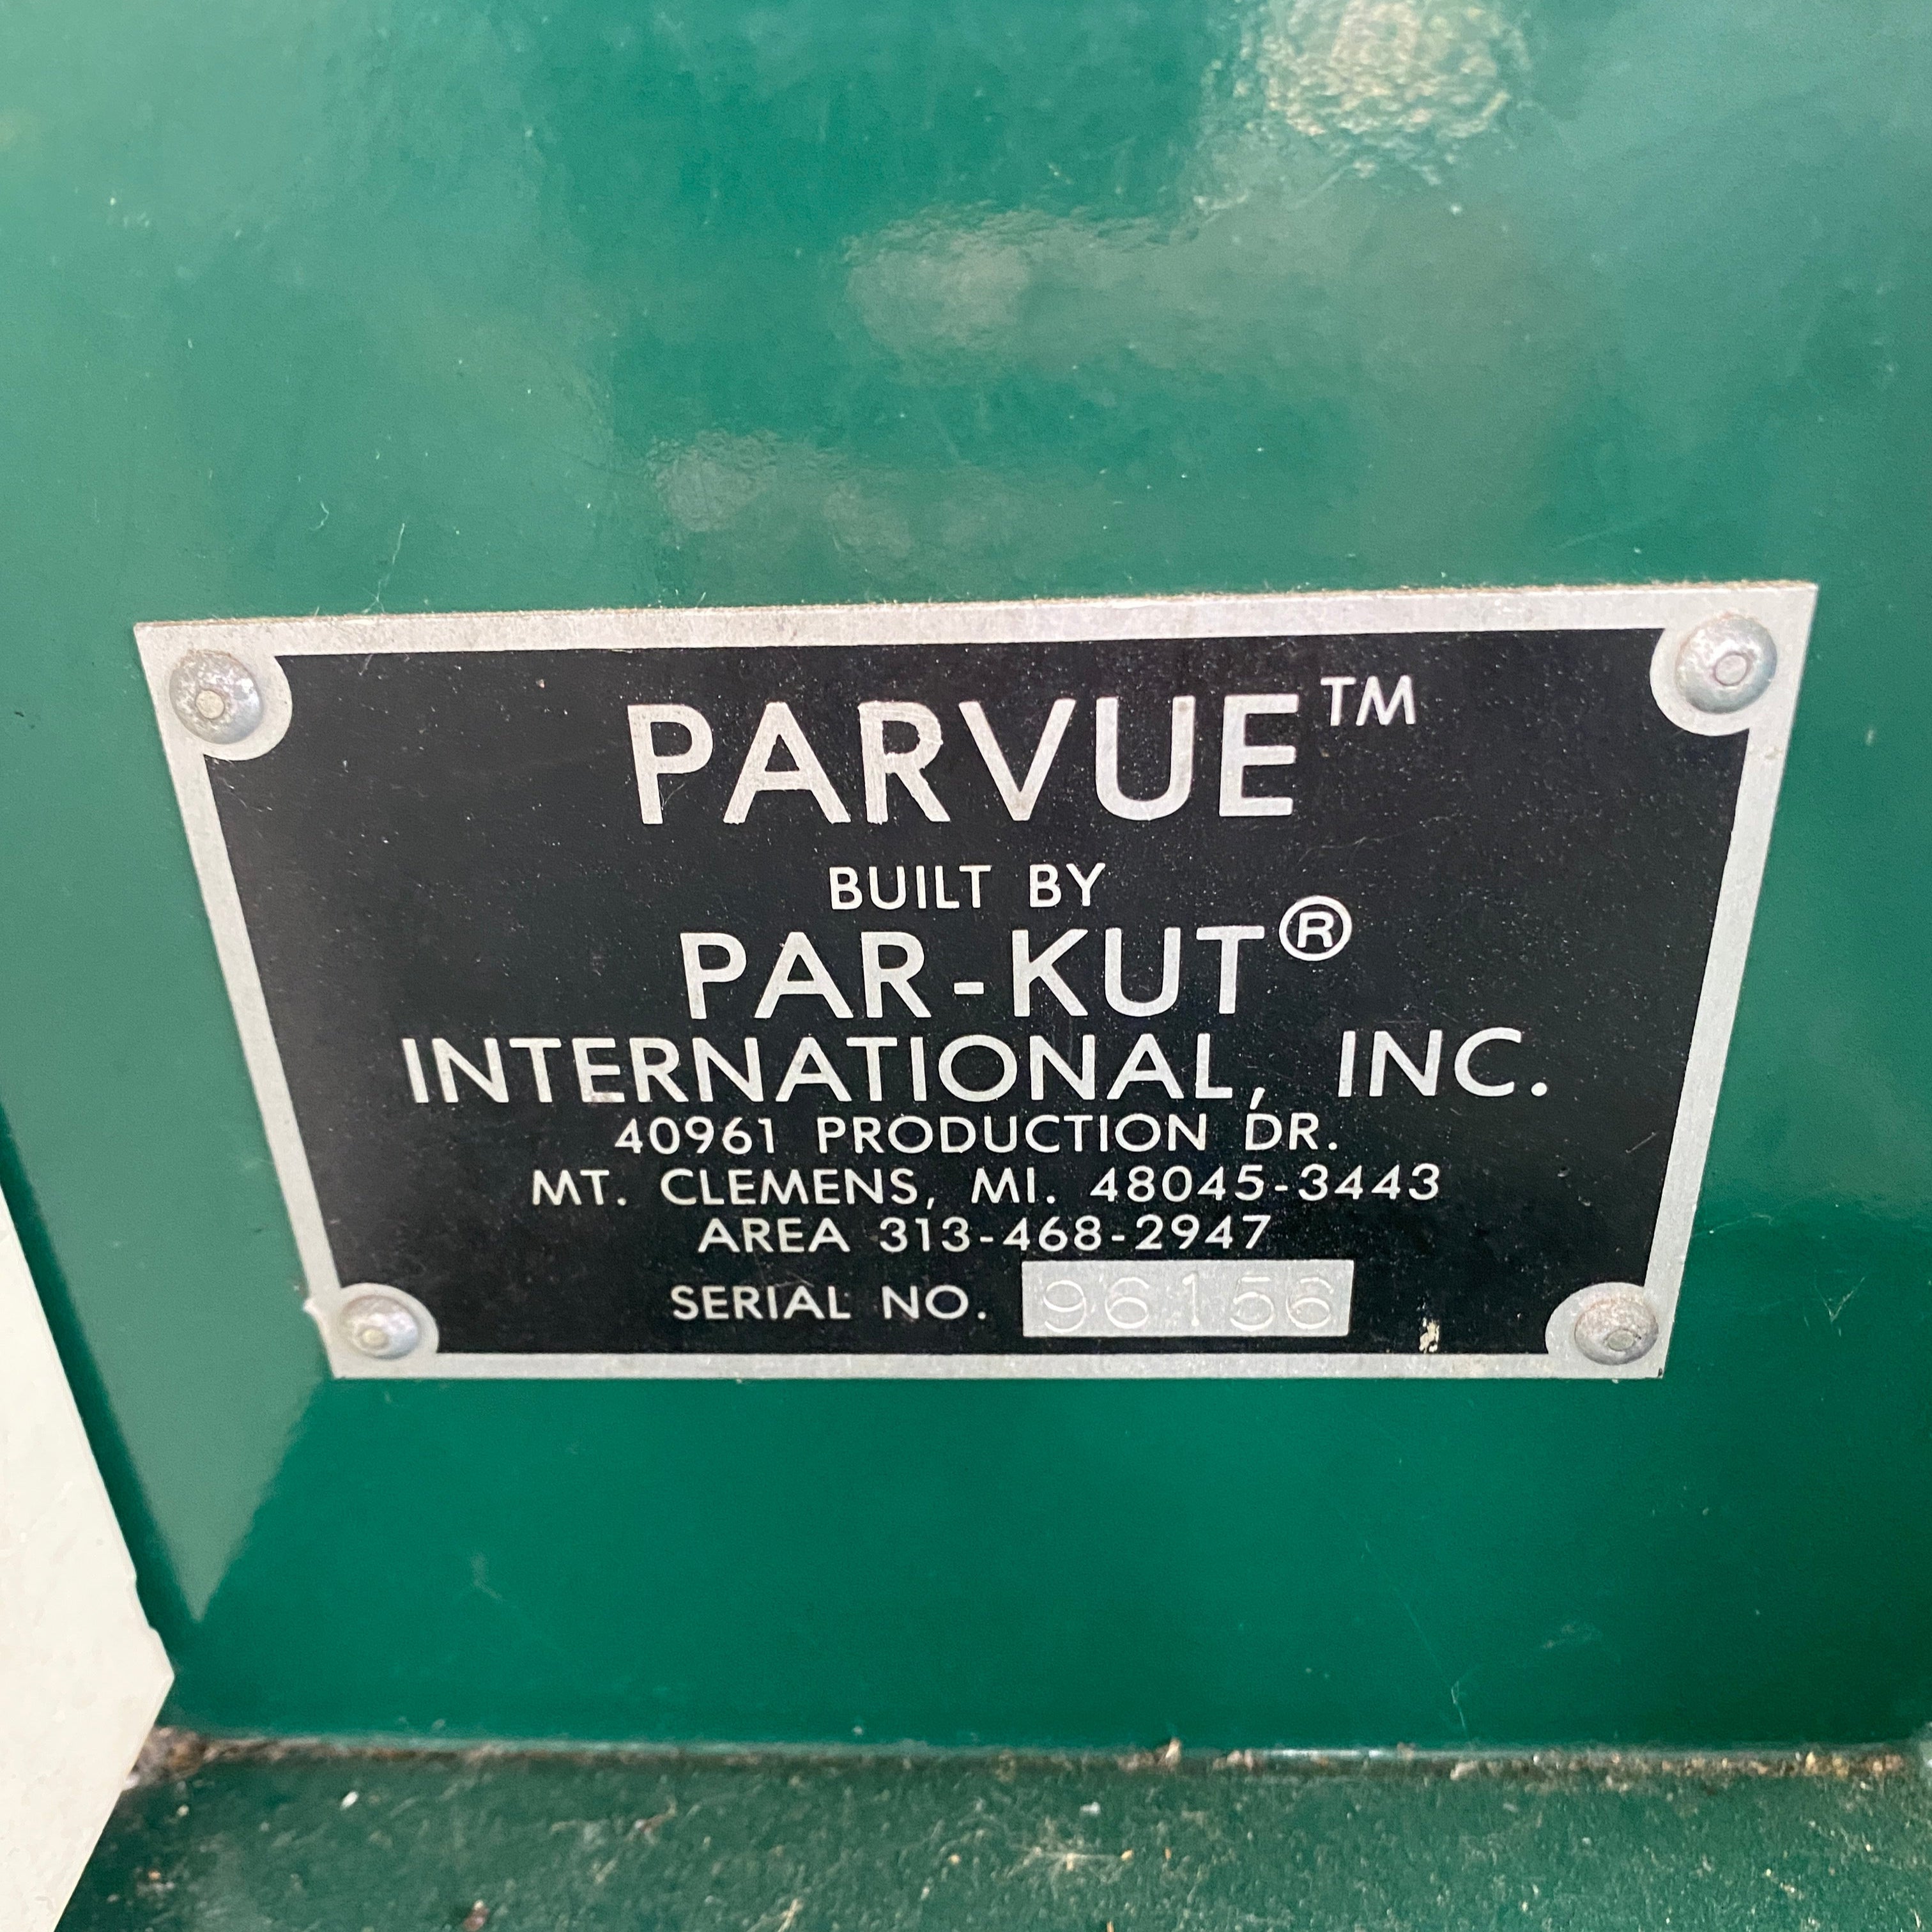 PARVUE™
BUILT BY
PAR-KUT®
INTERNATIONAL, INC.
40961 PRODUCTION DR.
MT. CLEMENS, MI. 48045-3443
AREA 313-468-2947
SERIAL NO. 96156